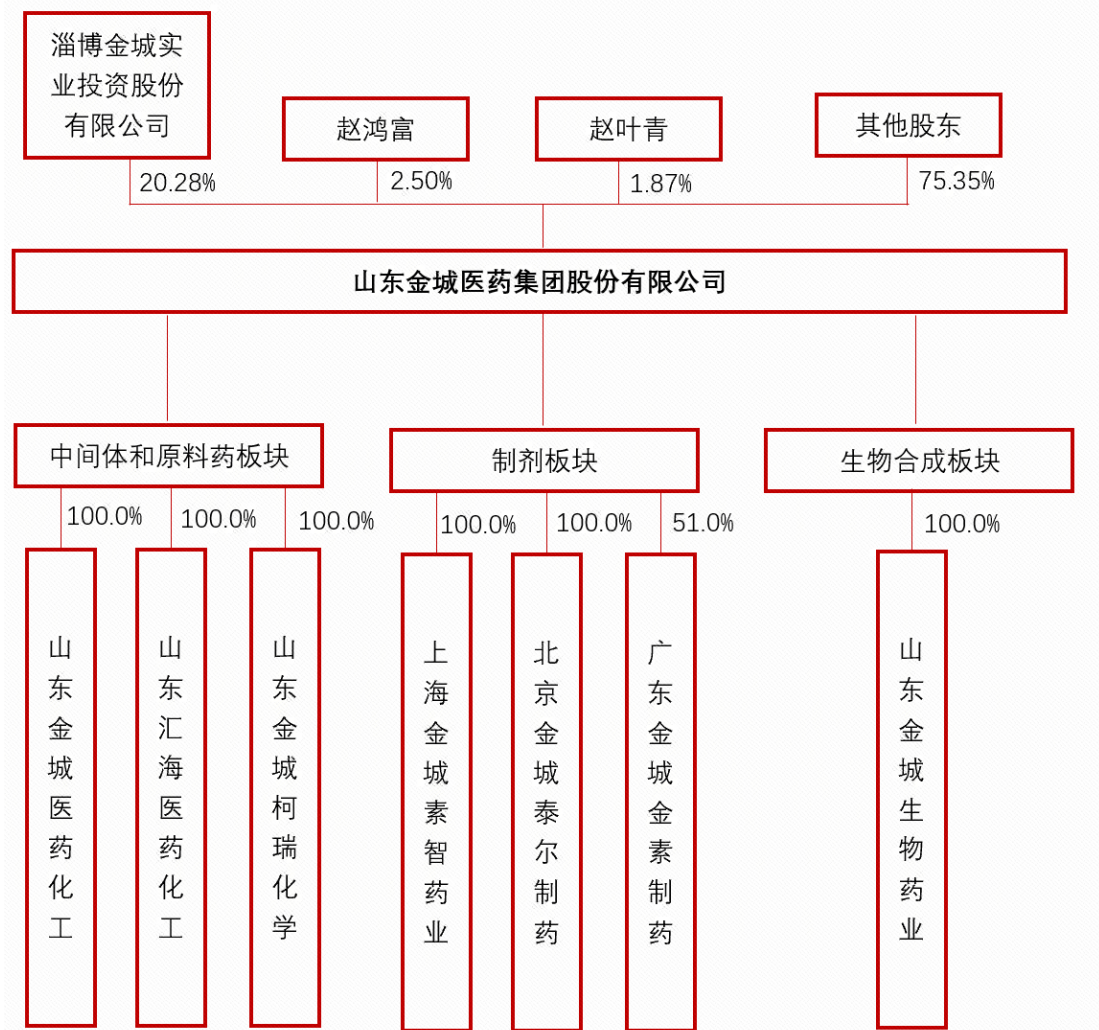 淄博金城实
业投资股份
有限公司
赵鸿富
赵叶青
其他股东
20.28%
2.50%
1.87%
75.35%
山东金城医药集团股份有限公司
中间体和原料药板块
制剂板块
生物合成板块
100.0%
100.0%
100.0%
100.0%
100.0%
51.0%
100.0%
山东金城医药化工
山东汇海医药化工
山东金城柯瑞化学
上海金城素智药业
北京金城泰尔制药
广东金城金素制药
山东金城生物药业